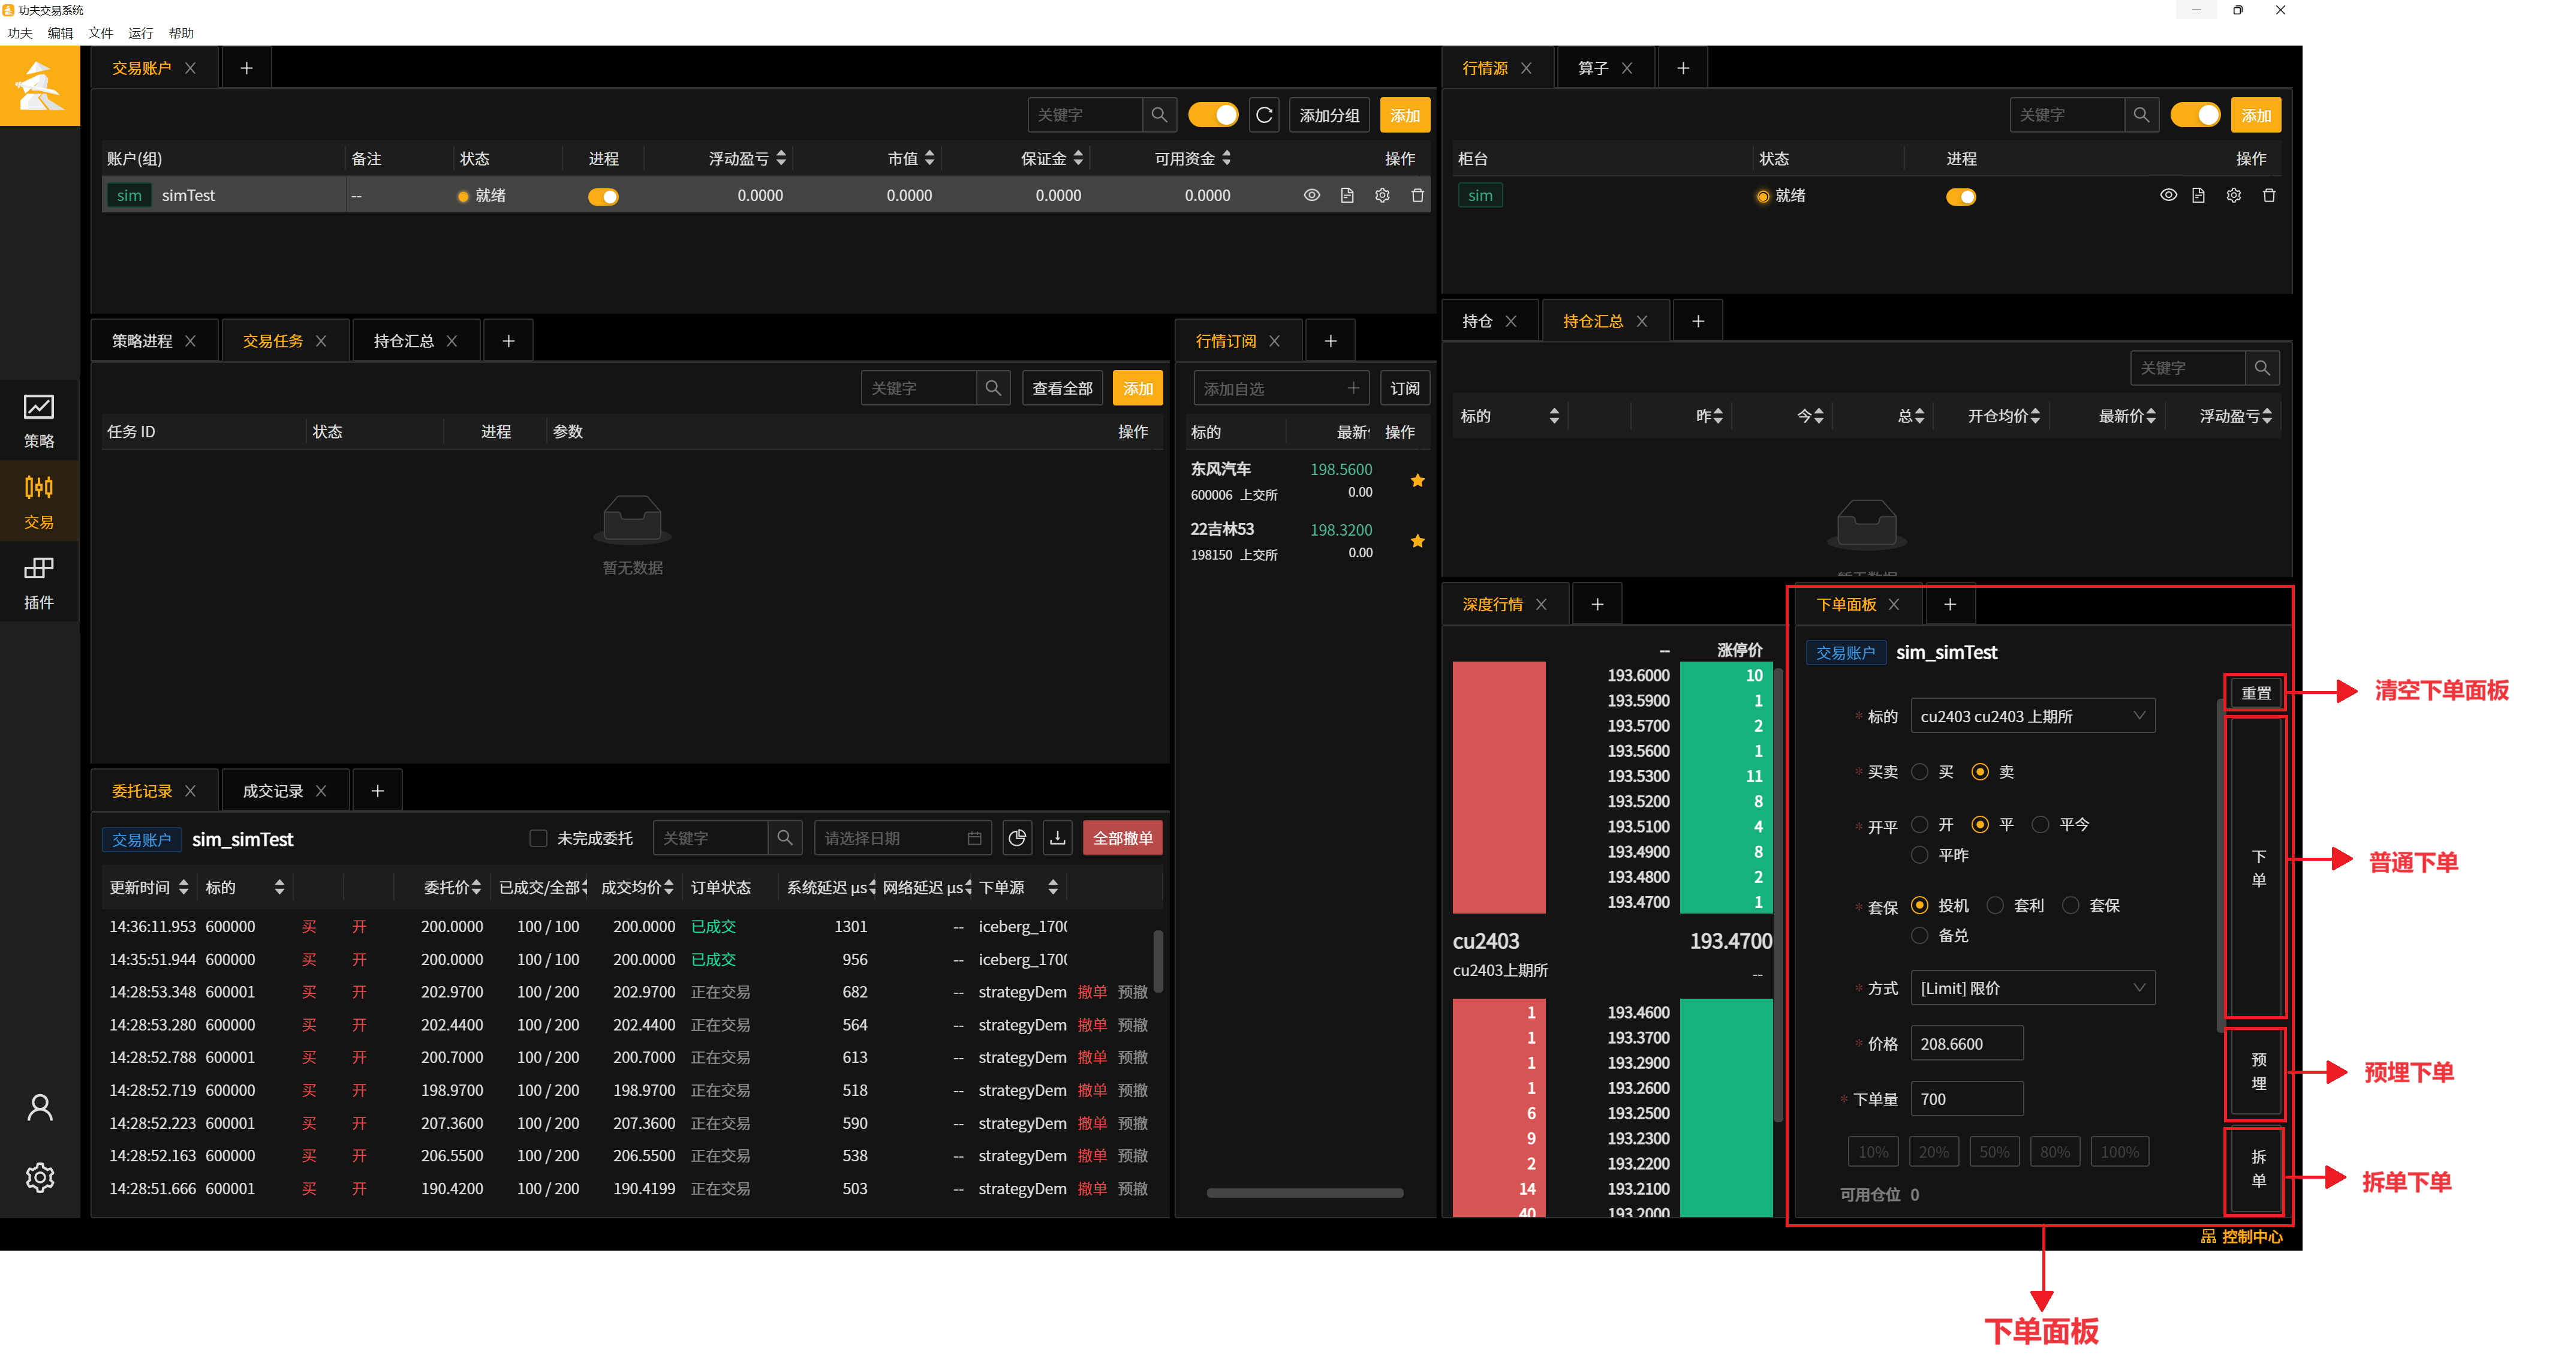 功夫交易系统
功夫 编辑 文件 运行 帮助
交易账户
关键字 添加分组 添加
账户(组) 备注 状态 进程 浮动盈亏 市值 保证金 可用资金 操作
sim simTest -- 就绪 0.0000 0.0000 0.0000 0.0000
行情源 算子
关键字 添加
柜台 状态 进程 操作
sim 就绪
策略
交易
插件
策略进程 交易任务 持仓汇总
关键字 查看全部 添加
任务 ID 状态 进程 参数 操作
暂无数据
行情订阅
添加自选 订阅
标的 最新 操作
东风汽车 198.5600
600006 上交所 0.00
22吉林53 198.3200
198150 上交所 0.00
持仓 持仓汇总
关键字
标的 昨 今 总 开仓均价 最新价 浮动盈亏
委托记录 成交记录
交易账户 sim_simTest 未完成委托 关键字 请选择日期 全部撤单
更新时间 标的 委托价 已成交/全部 成交均价 订单状态 系统延迟 μs 网络延迟 μs 下单源
14:36:11.953 600000 买 开 200.0000 100 / 100 200.0000 已成交 1301 -- iceberg_170
14:35:51.944 600000 买 开 200.0000 100 / 100 200.0000 已成交 956 -- iceberg_170
14:28:53.348 600001 买 开 202.9700 100 / 200 202.9700 正在交易 682 -- strategyDem 撤单 预撤
14:28:53.280 600001 买 开 202.4400 100 / 200 202.4400 正在交易 564 -- strategyDem 撤单 预撤
14:28:52.788 600001 买 开 200.7000 100 / 200 200.7000 正在交易 613 -- strategyDem 撤单 预撤
14:28:52.719 600000 买 开 198.9700 100 / 200 198.9700 正在交易 518 -- strategyDem 撤单 预撤
14:28:52.223 600001 买 开 207.3600 100 / 200 207.3600 正在交易 590 -- strategyDem 撤单 预撤
14:28:52.163 600000 买 开 206.5500 100 / 200 206.5500 正在交易 538 -- strategyDem 撤单 预撤
14:28:51.666 600001 买 开 190.4200 100 / 200 190.4199 正在交易 503 -- strategyDem 撤单 预撤
深度行情
-- 涨停价
193.6000 10
193.5900 1
193.5700 2
193.5600 1
193.5300 11
193.5200 8
193.5100 4
193.4900 8
193.4800 2
193.4700 1
cu2403 193.4700
cu2403上期所 --
1 193.4600
1 193.3700
1 193.2900
1 193.2600
6 193.2500
9 193.2300
2 193.2200
14 193.2100
40 193.2000
下单面板
交易账户 sim_simTest
重置
* 标的 cu2403 cu2403 上期所
* 买卖 买 卖
* 开平 开 平 平今
平昨
* 套保 投机 套利 套保
备兑
* 方式 [Limit] 限价
* 价格 208.6600
* 下单量 700
10% 20% 50% 80% 100%
可用仓位 0
下单
预埋
拆单
控制中心
清空下单面板
普通下单
预埋下单
拆单下单
下单面板